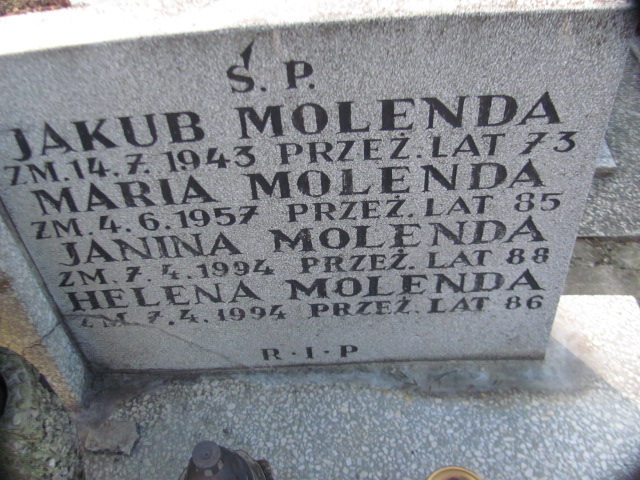 Ś. P.
JAKUB MOLENDA
ZM. 14.7. 1943 PRZEŻ. LAT 73
MARIA MOLENDA
ZM. 4.6.1957 PRZEŻ. LAT 85
JANINA MOLENDA
ZM. 7.4.1994 PRZEŻ. LAT 88
HELENA MOLENDA
ZM. 7.4.1994 PRZEŻ. LAT 86
R·I·P